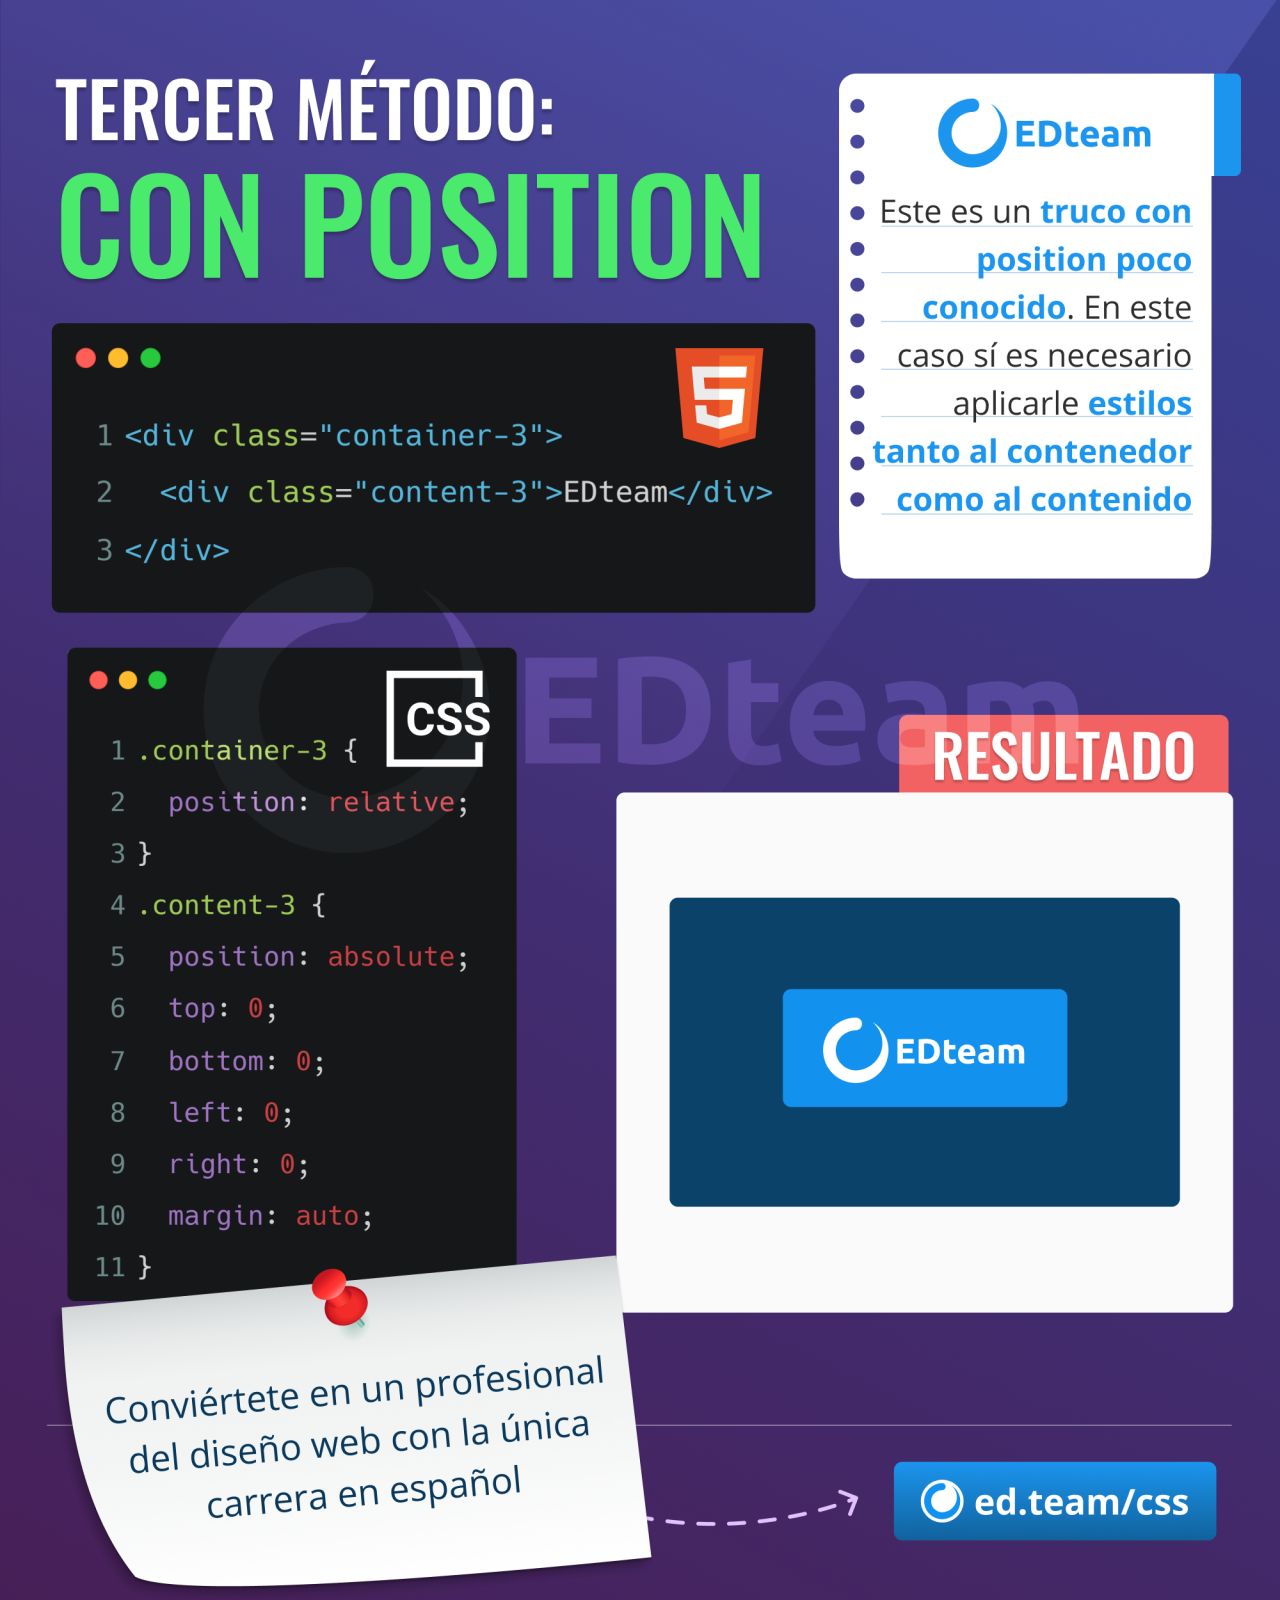 TERCER MÉTODO:
CON POSITION
EDteam
Este es un truco con
position poco
conocido. En este
caso sí es necesario
aplicarle estilos
tanto al contenedor
como al contenido
5
1 <div class="container-3">
2   <div class="content-3">EDteam</div>
3 </div>
EDteam
CSS
1 .container-3 {
2   position: relative;
3 }
4 .content-3 {
5   position: absolute;
6   top: 0;
7   bottom: 0;
8   left: 0;
9   right: 0;
10   margin: auto;
11 }
RESULTADO
EDteam
Conviértete en un profesional
del diseño web con la única
carrera en español
ed.team/css